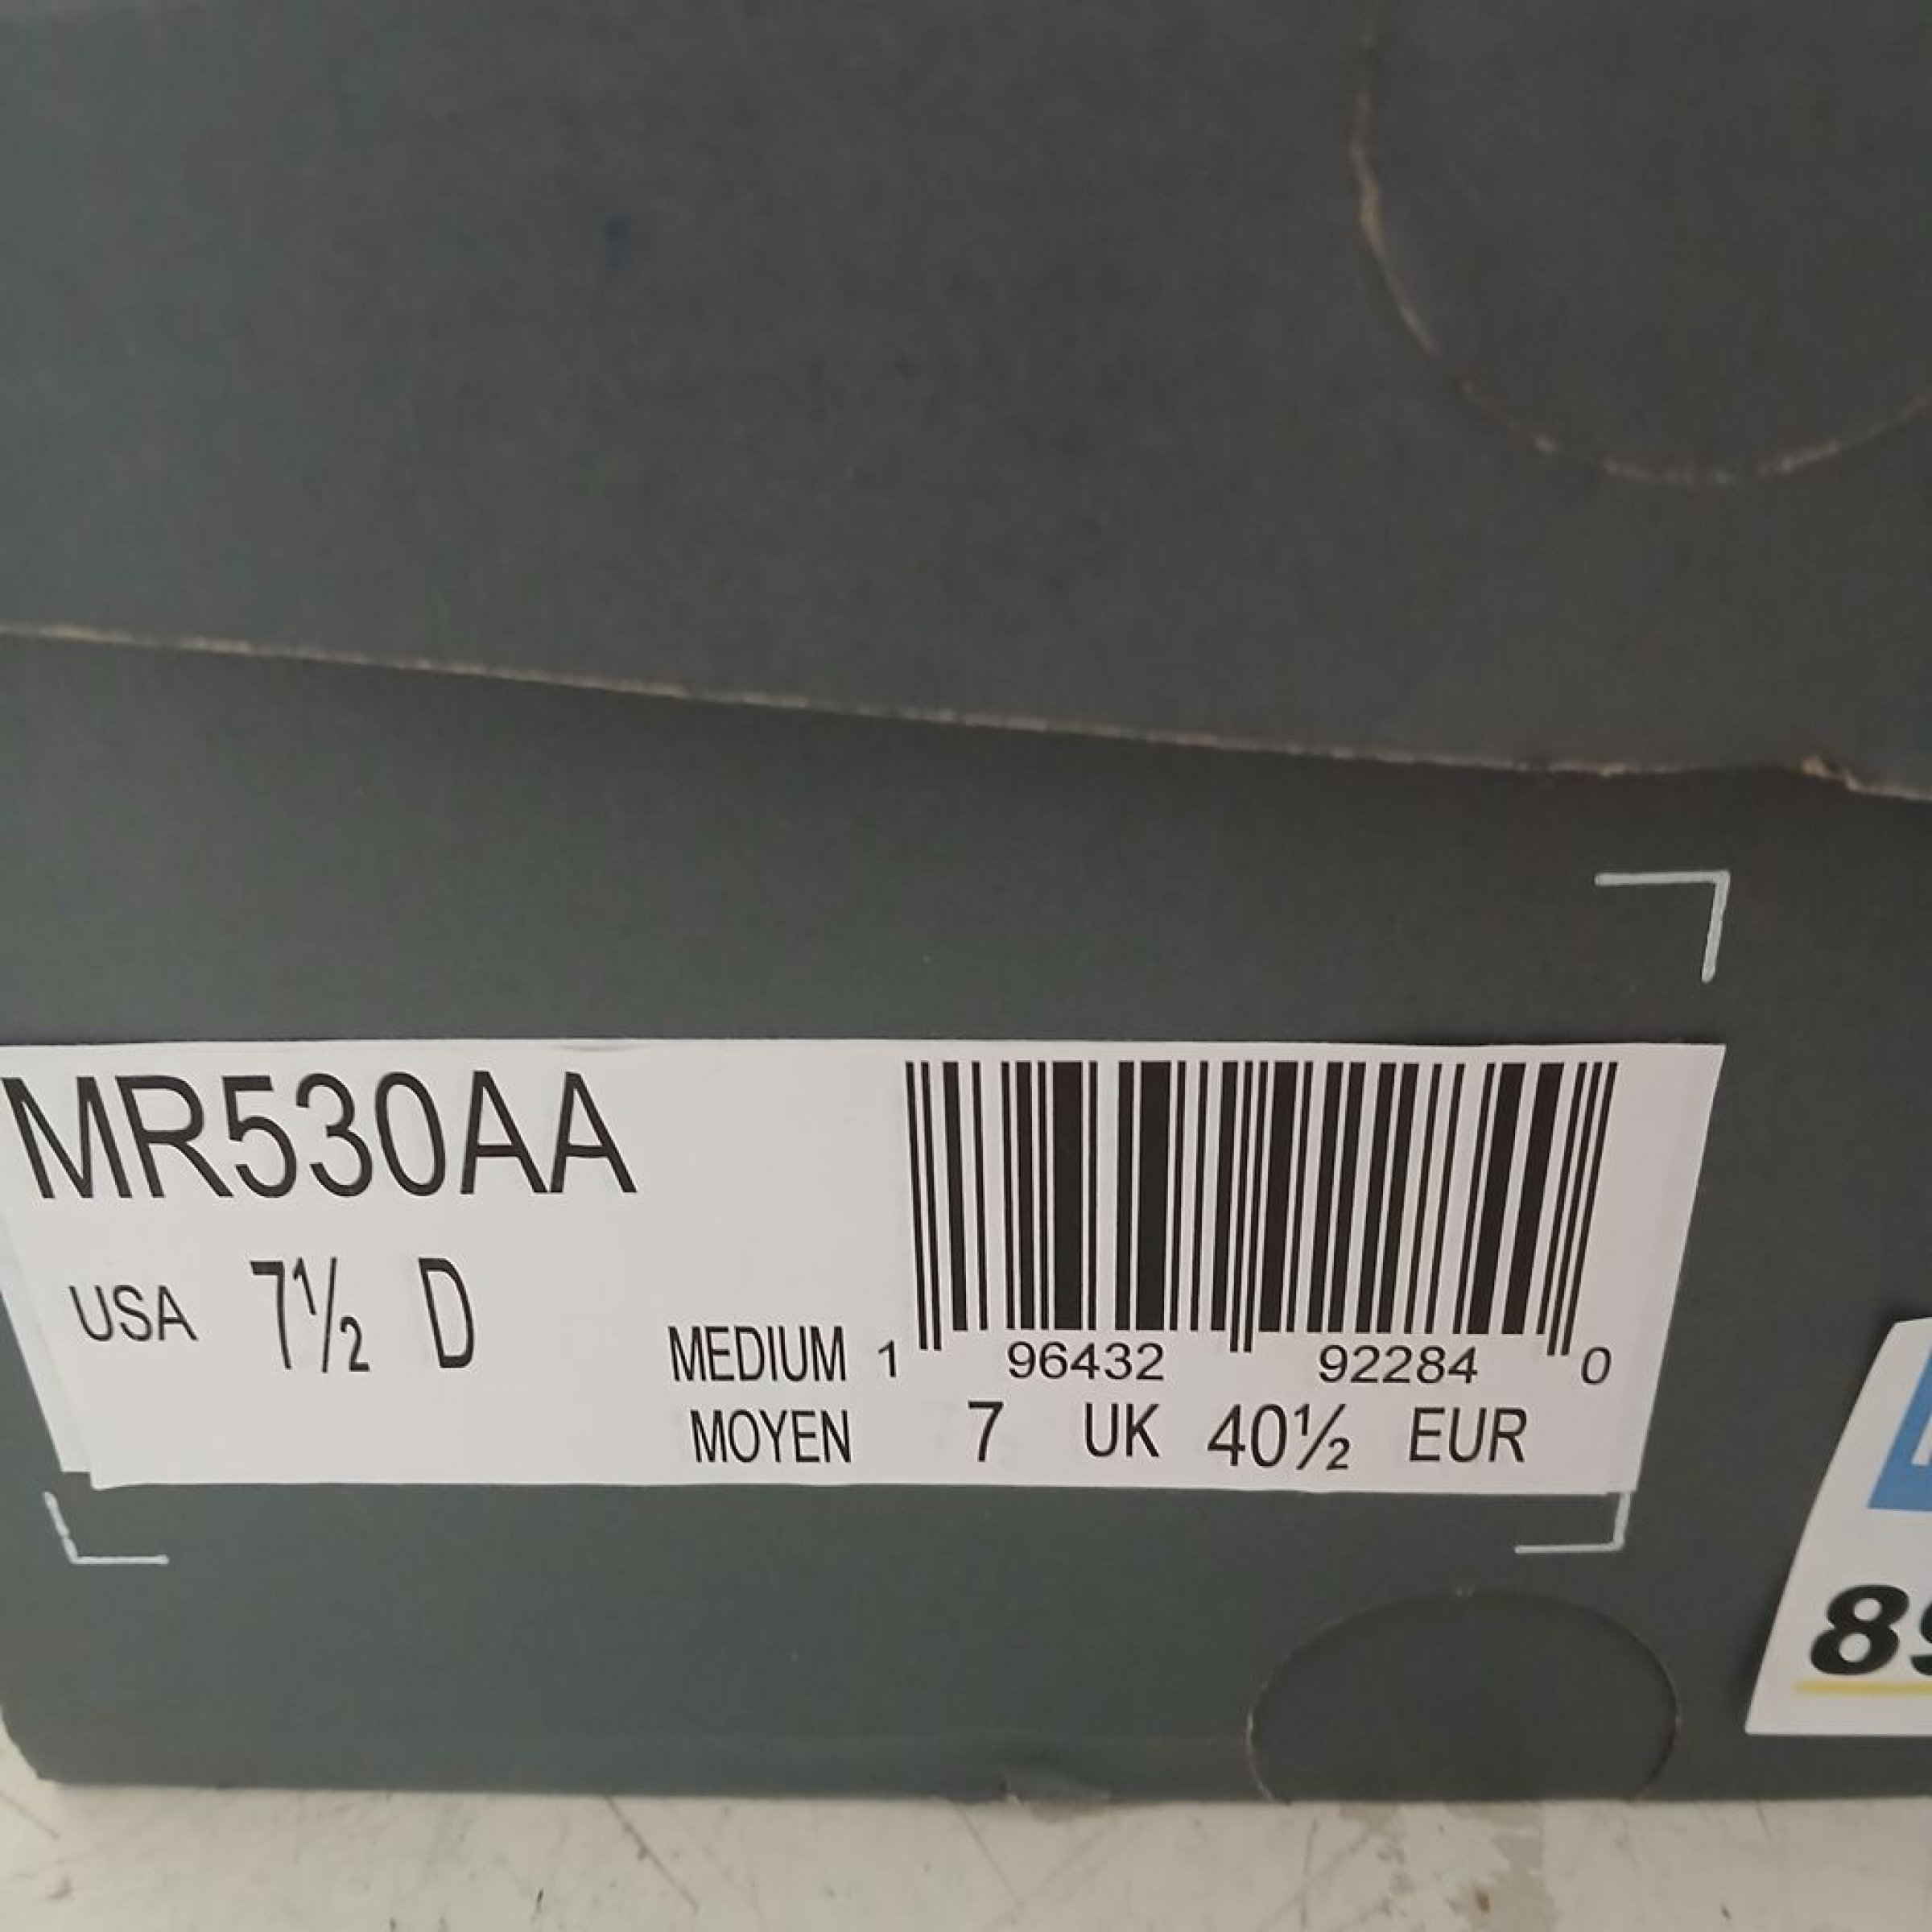 MR530AA
USA 7½ D
MEDIUM 1 96432 92284 0
MOYEN 7 UK 40½ EUR